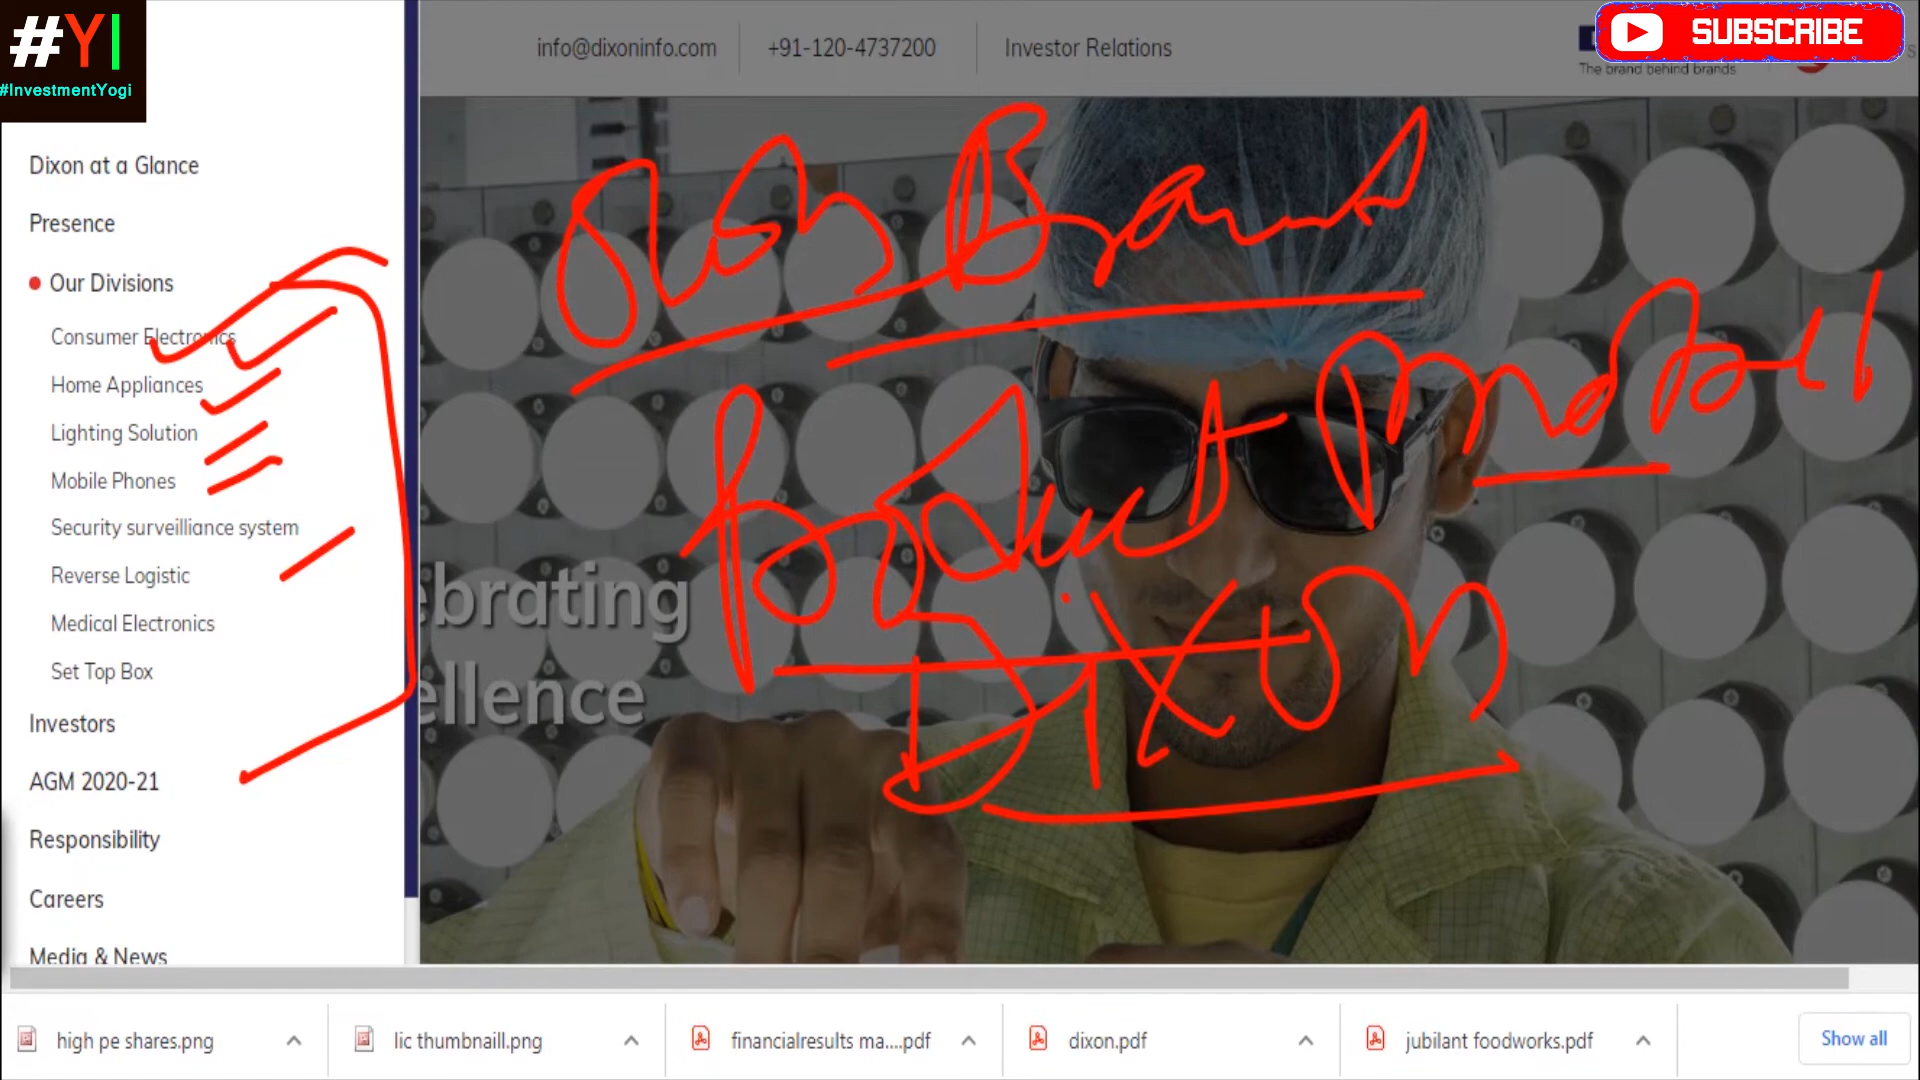 #YI
#InvestmentYogi
info@dixoninfo.com
+91-120-4737200
Investor Relations
SUBSCRIBE
The brand behind brands
Dixon at a Glance
Presence
Our Divisions
Consumer Electronics
Home Appliances
Lighting Solution
Mobile Phones
Security surveilliance system
Reverse Logistic
Medical Electronics
Set Top Box
Investors
AGM 2020-21
Responsibility
Careers
Media & News
Brand
Product Model
DIXON
ebrating
ellence
high pe shares.png
lic thumbnaill.png
financialresults ma....pdf
dixon.pdf
jubilant foodworks.pdf
Show all